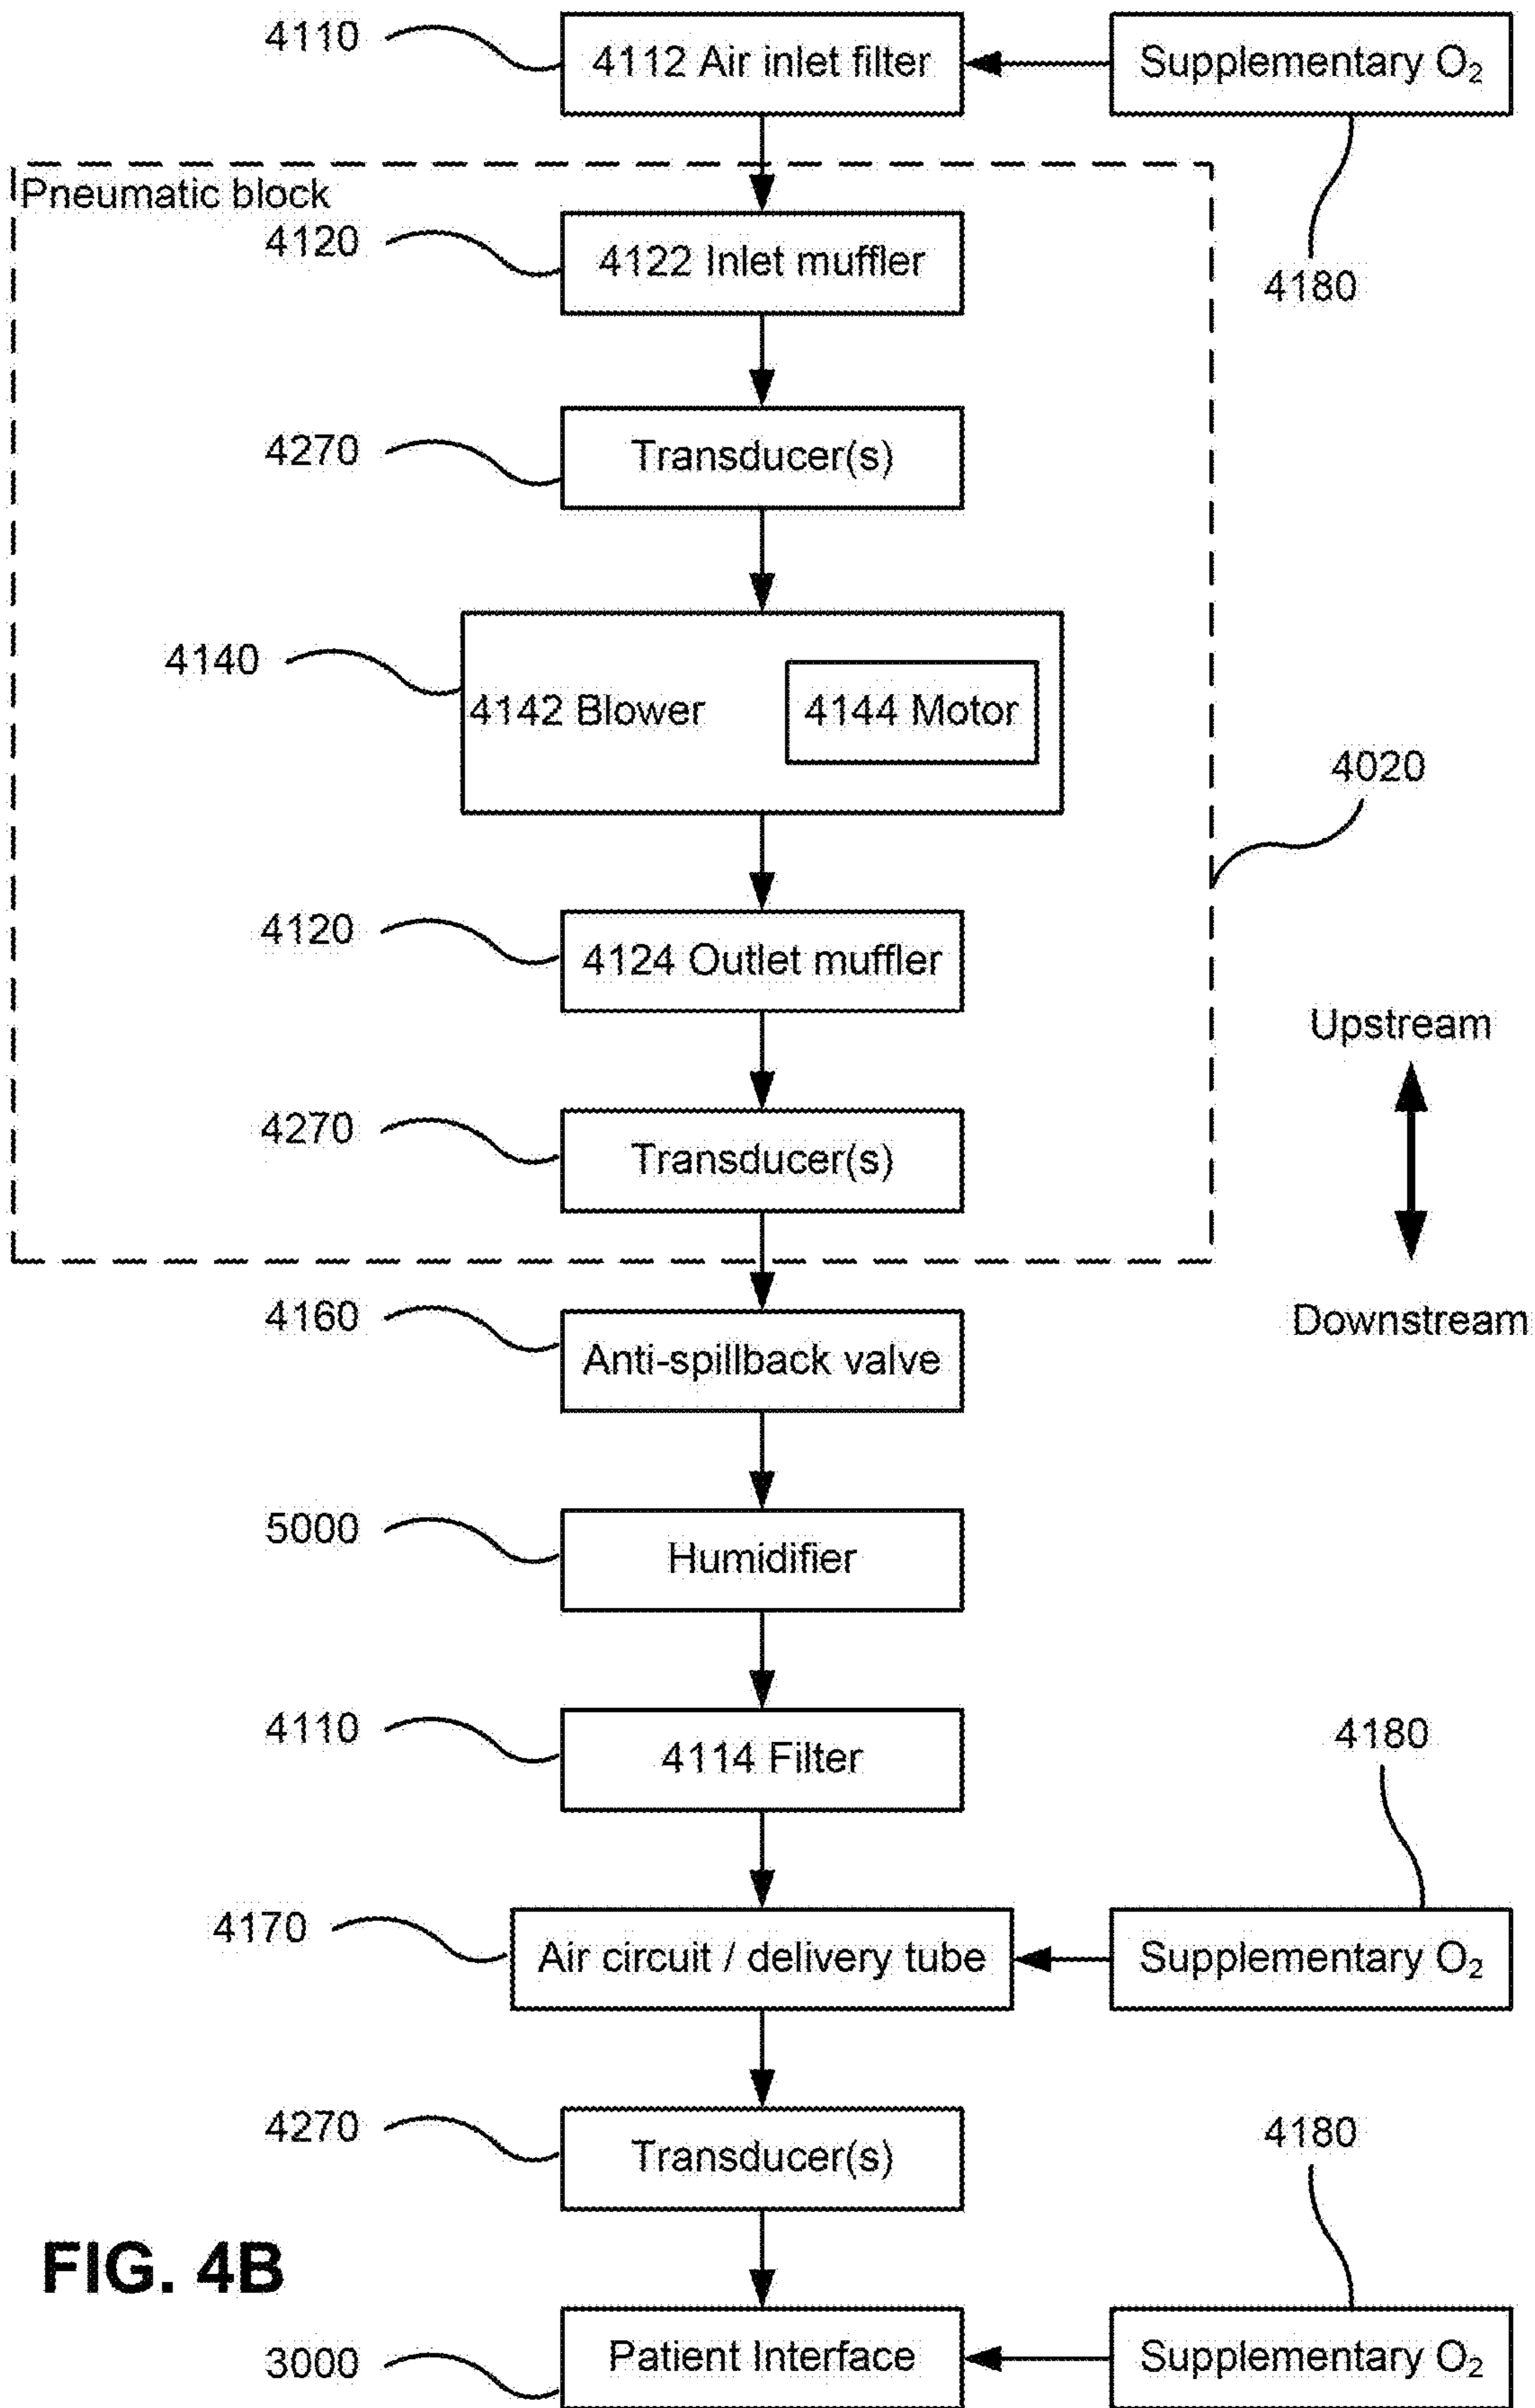 4110
4112 Air inlet filter
Supplementary O₂
Pneumatic block
4120
4122 Inlet muffler
4180
4270
Transducer(s)
4140
4142 Blower
4144 Motor
4020
4120
4124 Outlet muffler
Upstream
4270
Transducer(s)
4160
Anti-spillback valve
Downstream
5000
Humidifier
4110
4114 Filter
4180
4170
Air circuit / delivery tube
Supplementary O₂
4270
Transducer(s)
4180
FIG. 4B
3000
Patient Interface
Supplementary O₂